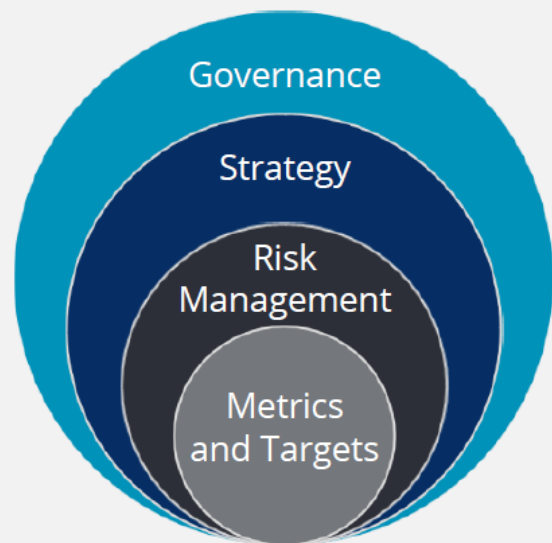 Governance
Strategy
Risk
Management
Metrics
and Targets